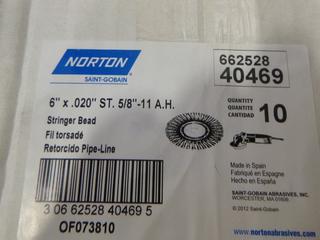 NORTON
SAINT-GOBAIN
662528
40469
6" x .020" ST. 5/8"-11 A.H.
Stringer Bead
Fil torsadé
Retorcido Pipe-Line
QUANTITY
QUANTITÉ
CANTIDAD
10
Made in Spain
Fabriqué en Espagne
Hecho en España
SAINT-GOBAIN ABRASIVES, INC.
WORCESTER, MA 01606.
© 2012 Saint-Gobain
3 06 62528 40469 5
OF073810
www.nortonabrasives.com